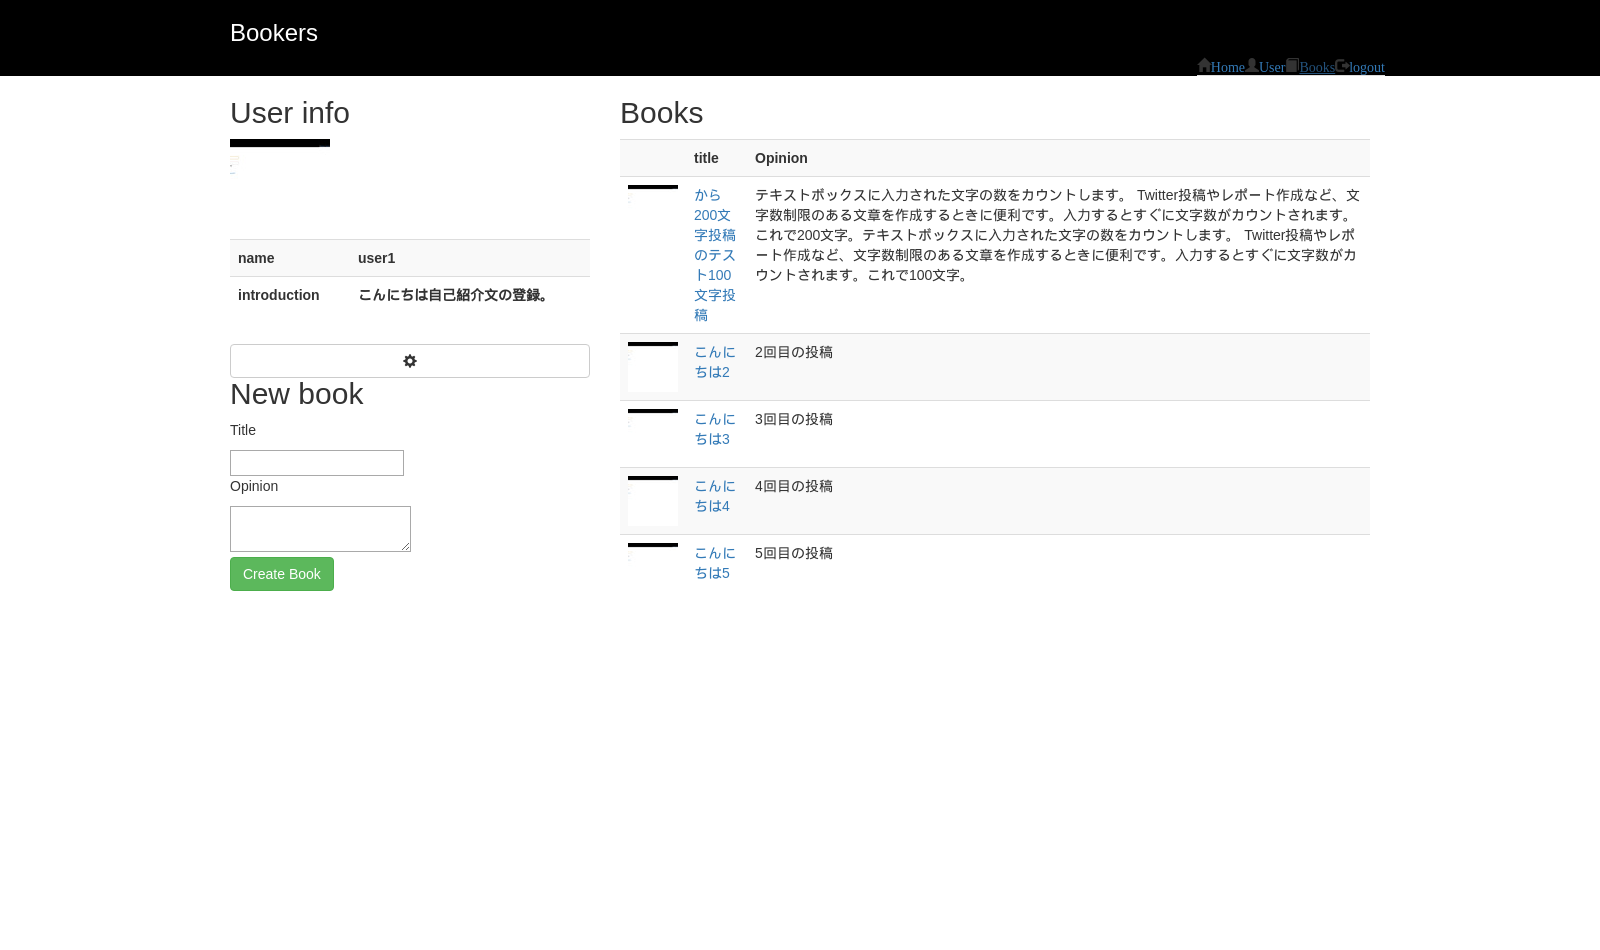 Bookers
Home User Books logout
User info
name user1
introduction こんにちは自己紹介文の登録。
New book
Title
Opinion
Create Book
Books
title Opinion
から
200文
字投稿
のテス
ト100
文字投
稿
テキストボックスに入力された文字の数をカウントします。 Twitter投稿やレポート作成など、文
字数制限のある文章を作成するときに便利です。入力するとすぐに文字数がカウントされます。
これで200文字。テキストボックスに入力された文字の数をカウントします。 Twitter投稿やレポ
ート作成など、文字数制限のある文章を作成するときに便利です。入力するとすぐに文字数がカ
ウントされます。これで100文字。
こんに
ちは2
2回目の投稿
こんに
ちは3
3回目の投稿
こんに
ちは4
4回目の投稿
こんに
ちは5
5回目の投稿